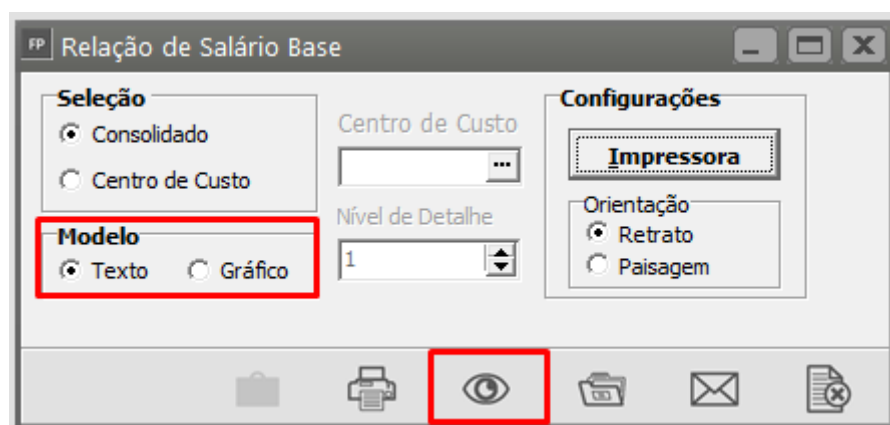 FP Relação de Salário Base
Seleção
Consolidado
Centro de Custo
Modelo
Texto Gráfico
Centro de Custo
...
Nível de Detalhe
1
Configurações
Impressora
Orientação
Retrato
Paisagem